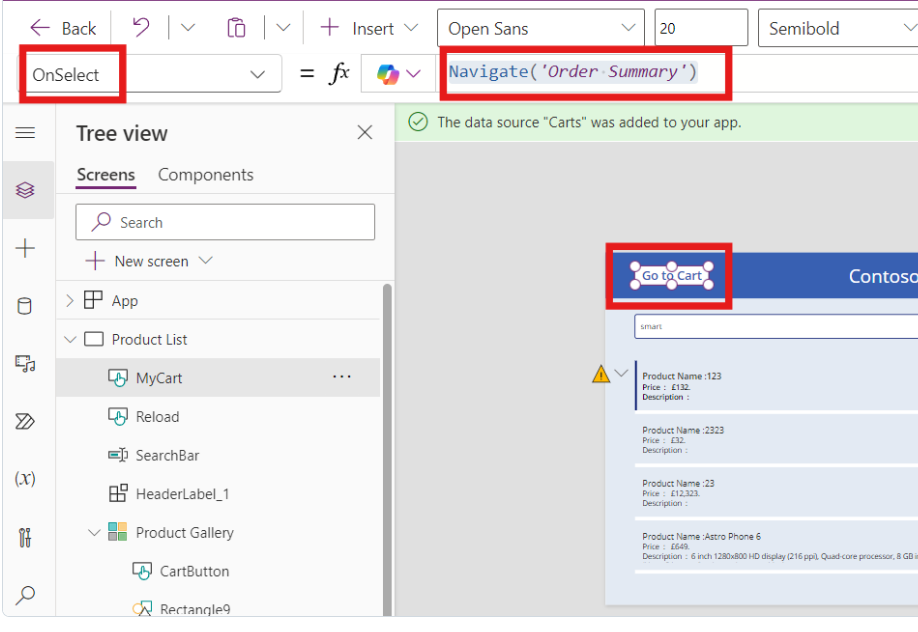 Back
Insert
Open Sans
20
Semibold
OnSelect
= fx
Navigate('Order Summary')
Tree view
The data source "Carts" was added to your app.
Screens
Components
Search
New screen
App
Product List
MyCart
...
Reload
SearchBar
(x)
HeaderLabel_1
Product Gallery
CartButton
Rectangle9
Go to Cart
Contoso
smart
Product Name :123
Price : £132.
Description :
Product Name :2323
Price : £32.
Description :
Product Name :23
Price : £12,323.
Description :
Product Name :Astro Phone 6
Price : £649.
Description : 6 inch 1280x800 HD display (216 ppi), Quad-core processor, 8 GB